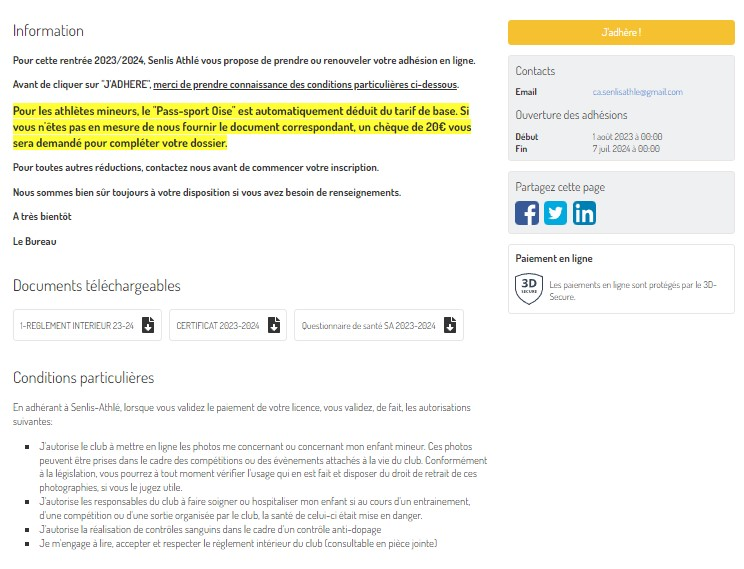 Information
Pour cette rentrée 2023/2024, Senlis Athlé vous propose de prendre ou renouveler votre adhésion en ligne.
Avant de cliquer sur "J'ADHERE", merci de prendre connaissance des conditions particulières ci-dessous.
Pour les athlètes mineurs, le "Pass-sport Oise" est automatiquement déduit du tarif de base. Si
vous n'êtes pas en mesure de nous fournir le document correspondant, un chèque de 20€ vous
sera demandé pour compléter votre dossier.
Pour toutes autres réductions, contactez nous avant de commencer votre inscription.
Nous sommes bien sûr toujours à votre disposition si vous avez besoin de renseignements.
A très bientôt
Le Bureau
Documents téléchargeables
1-REGLEMENT INTERIEUR 23-24
CERTIFICAT 2023-2024
Questionnaire de santé SA 2023-2024
Conditions particulières
En adhérant à Senlis-Athlé, lorsque vous validez le paiement de votre licence, vous validez, de fait, les autorisations
suivantes:
J'autorise le club à mettre en ligne les photos me concernant ou concernant mon enfant mineur. Ces photos
peuvent être prises dans le cadre des compétitions ou des évènements attachés à la vie du club. Conformément
à la législation, vous pourrez à tout moment vérifier l'usage qui en est fait et disposer du droit de retrait de ces
photographies, si vous le jugez utile.
J'autorise les responsables du club à faire soigner ou hospitaliser mon enfant si au cours d'un entrainement,
d'une compétition ou d'une sortie organisée par le club, la santé de celui-ci était mise en danger.
J'autorise la réalisation de contrôles sanguins dans le cadre d'un contrôle anti-dopage
Je m'engage à lire, accepter et respecter le règlement intérieur du club (consultable en pièce jointe)
J'adhère !
Contacts
Email ca.senlisathle@gmail.com
Ouverture des adhésions
Début 1 août 2023 à 00:00
Fin 7 juil. 2024 à 00:00
Partagez cette page
f
in
Paiement en ligne
3D
SECURE
Les paiements en ligne sont protégés par le 3D-
Secure.